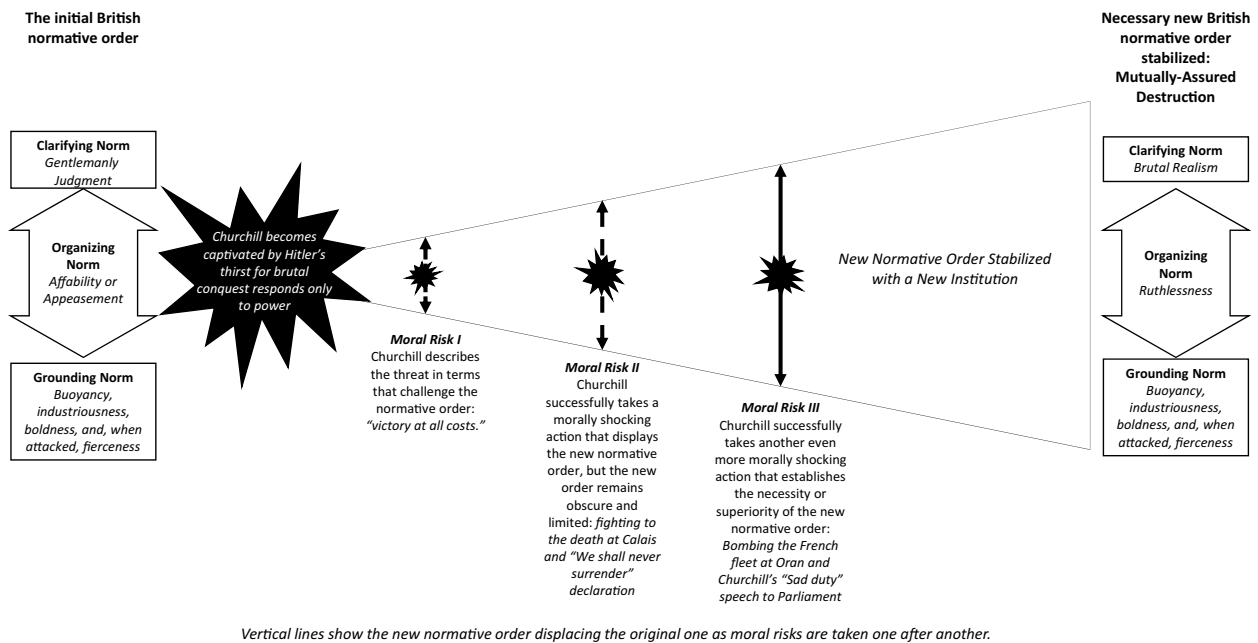 The initial British
normative order
Clarifying Norm
Gentlemanly
Judgment
Organizing
Norm
Affability or
Appeasement
Grounding Norm
Buoyancy,
industriousness,
boldness, and, when
attacked, fierceness
Churchill becomes
captivated by Hitler’s
thirst for brutal
conquest responds only
to power
Moral Risk I
Churchill describes
the threat in terms
that challenge the
normative order:
“victory at all costs.”
Moral Risk II
Churchill
successfully takes a
morally shocking
action that displays
the new normative
order, but the new
order remains
obscure and
limited: fighting to
the death at Calais
and “We shall never
surrender”
declaration
Moral Risk III
Churchill successfully
takes another even
more morally shocking
action that establishes
the necessity or
superiority of the new
normative order:
Bombing the French
fleet at Oran and
Churchill’s “Sad duty”
speech to Parliament
New Normative Order Stabilized
with a New Institution
Necessary new British
normative order
stabilized:
Mutually-Assured
Destruction
Clarifying Norm
Brutal Realism
Organizing
Norm
Ruthlessness
Grounding Norm
Buoyancy,
industriousness,
boldness, and, when
attacked, fierceness
Vertical lines show the new normative order displacing the original one as moral risks are taken one after another.